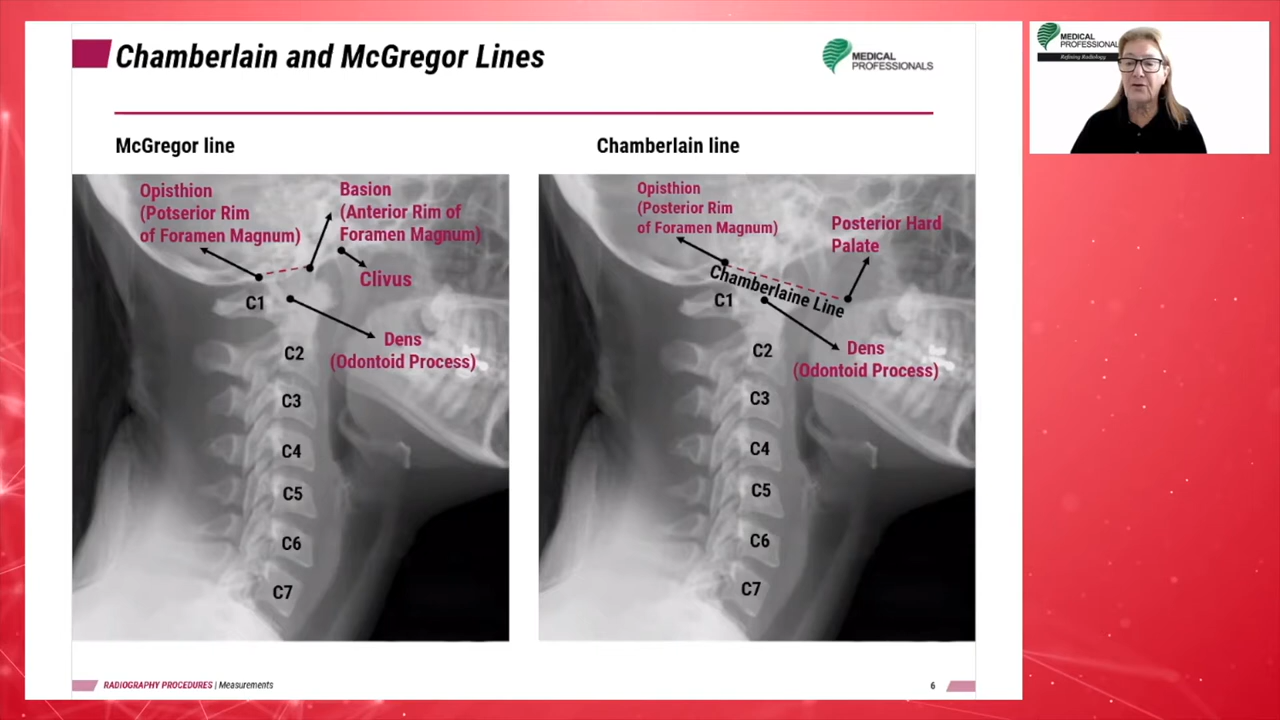 Chamberlain and McGregor Lines
MEDICAL
PROFESSIONALS
McGregor line
Opisthion
(Potserior Rim
of Foramen Magnum)
Basion
(Anterior Rim of
Foramen Magnum)
Clivus
C1
Dens
(Odontoid Process)
C2
C3
C4
C5
C6
C7
Chamberlain line
Opisthion
(Posterior Rim
of Foramen Magnum)
Posterior Hard
Palate
Chamberlaine Line
C1
Dens
(Odontoid Process)
C2
C3
C4
C5
C6
C7
RADIOGRAPHY PROCEDURES | Measurements
6
MEDICAL
PROFESSIONAL
Refining Radiology